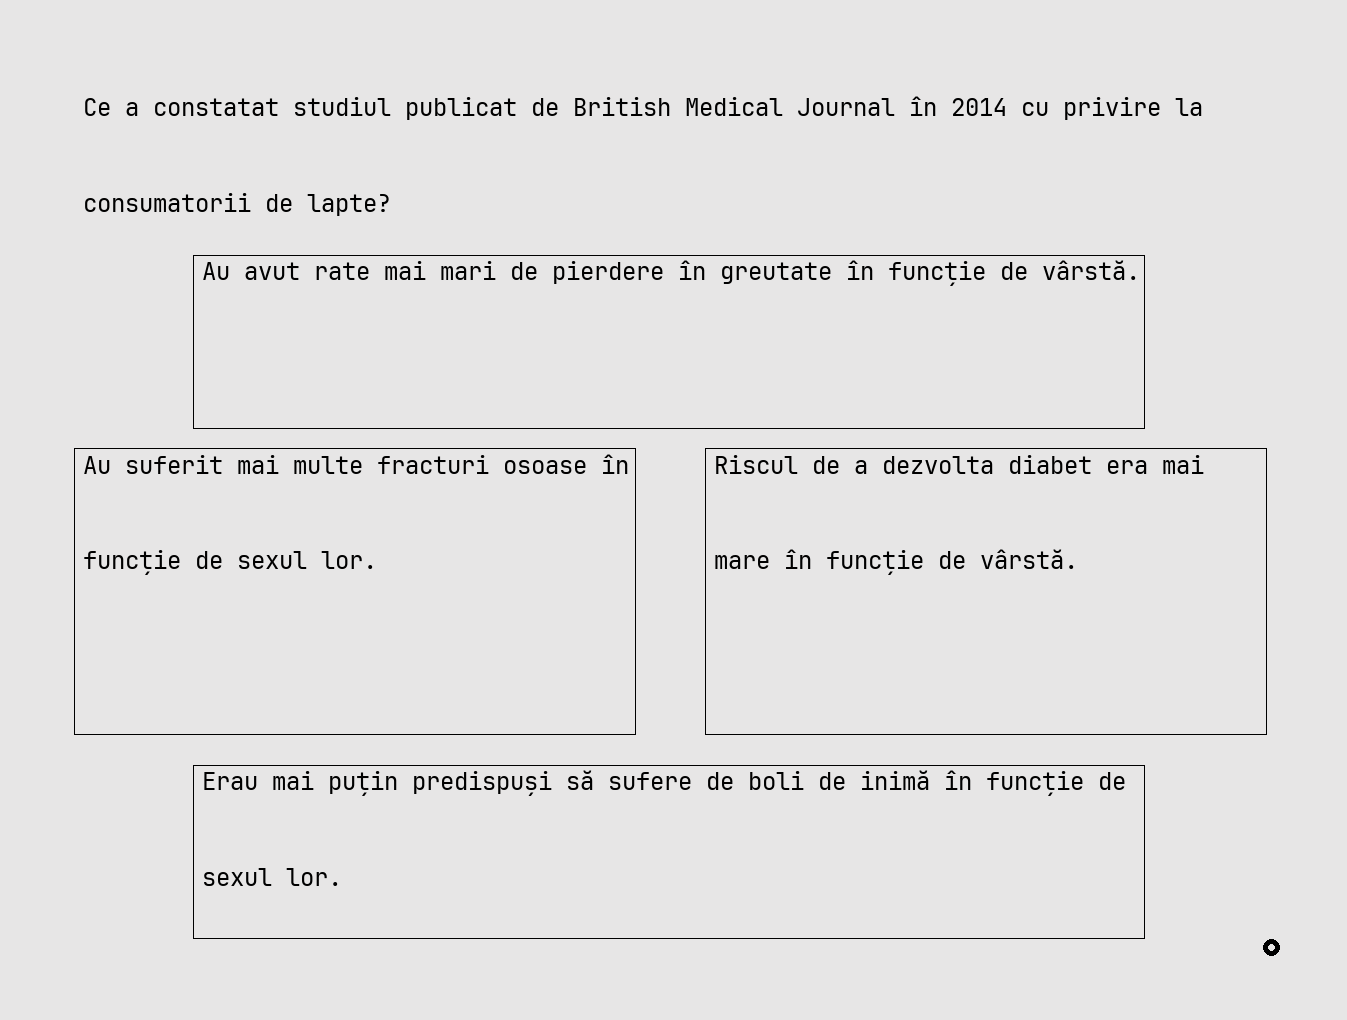 Ce a constatat studiul publicat de British Medical Journal în 2014 cu privire la
consumatorii de lapte?
Au avut rate mai mari de pierdere în greutate în funcție de vârstă.
Au suferit mai multe fracturi osoase în
funcție de sexul lor.
Riscul de a dezvolta diabet era mai
mare în funcție de vârstă.
Erau mai puțin predispuși să sufere de boli de inimă în funcție de
sexul lor.